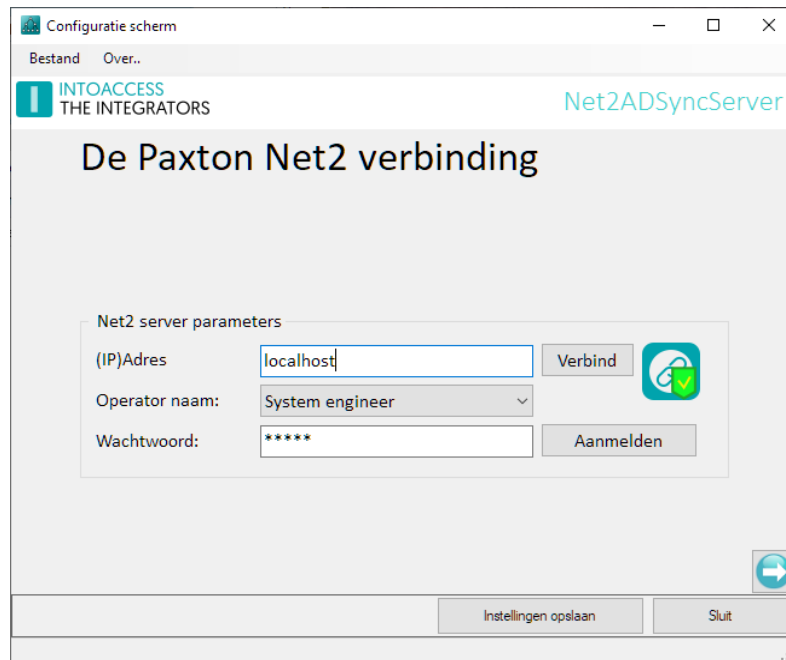 Configuratie scherm
Bestand Over..
INTOACCESS
THE INTEGRATORS
Net2ADSyncServer
De Paxton Net2 verbinding
Net2 server parameters
(IP)Adres localhost Verbind
Operator naam: System engineer
Wachtwoord: ***** Aanmelden
Instellingen opslaan Sluit